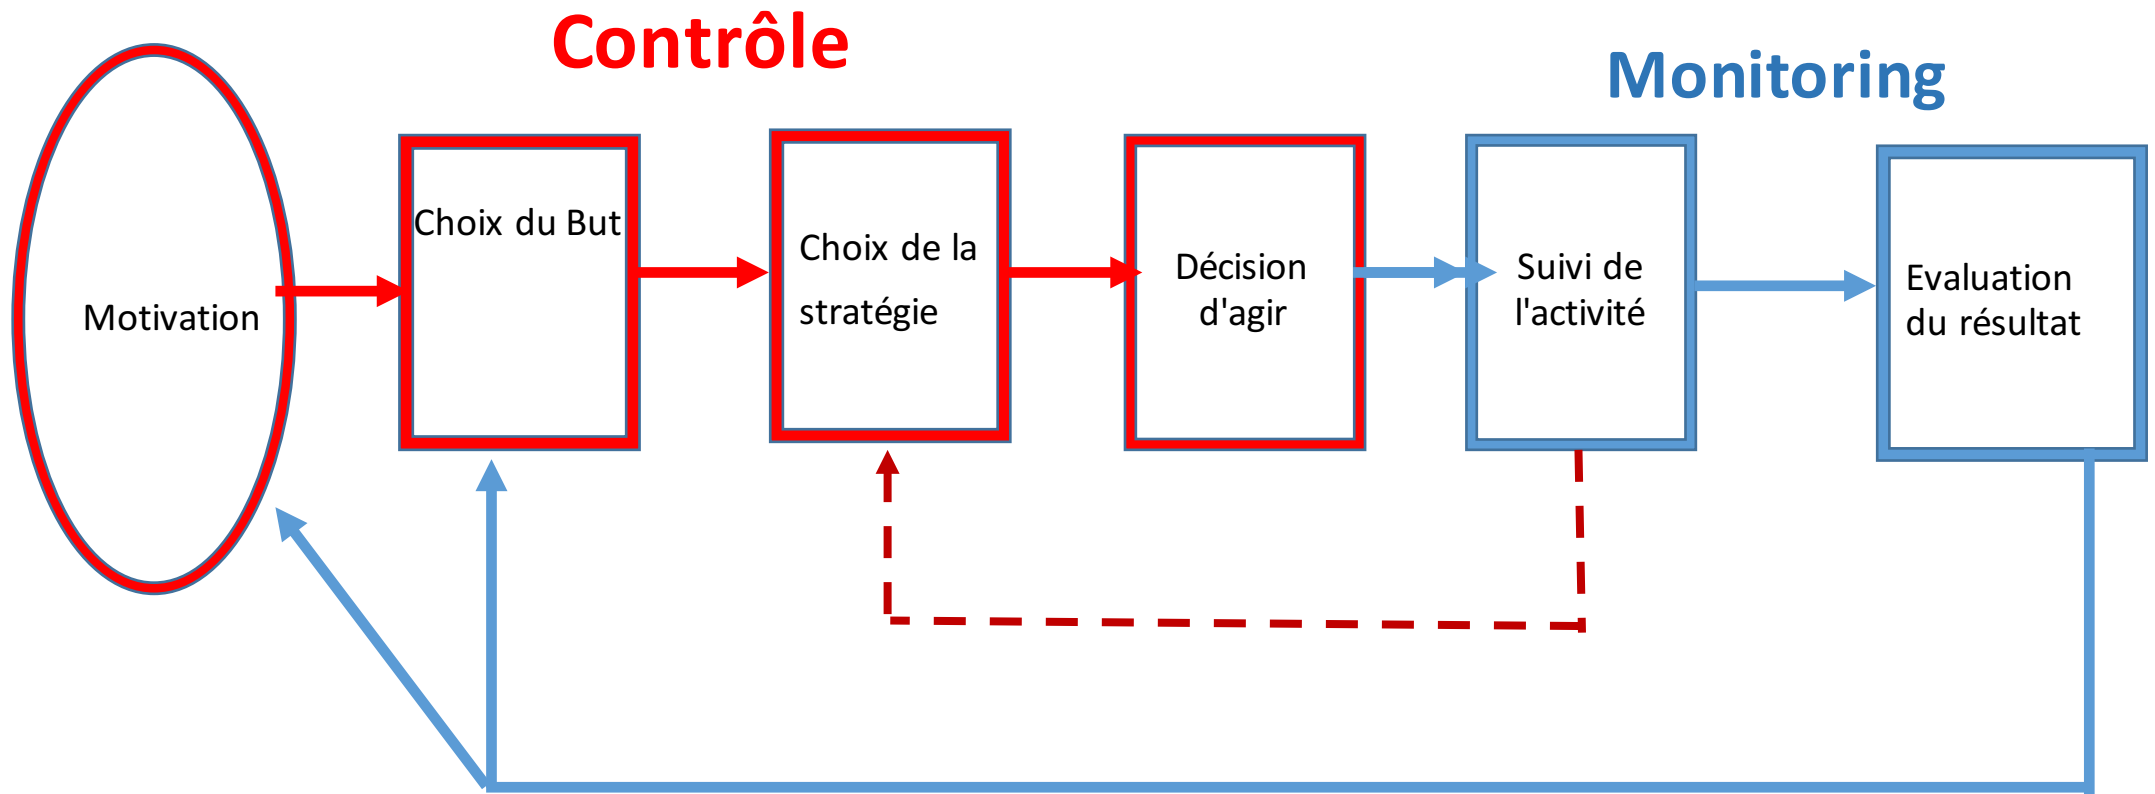 Contrôle
Monitoring
Motivation
Choix du But
Choix de la
stratégie
Décision
d'agir
Suivi de
l'activité
Evaluation
du résultat